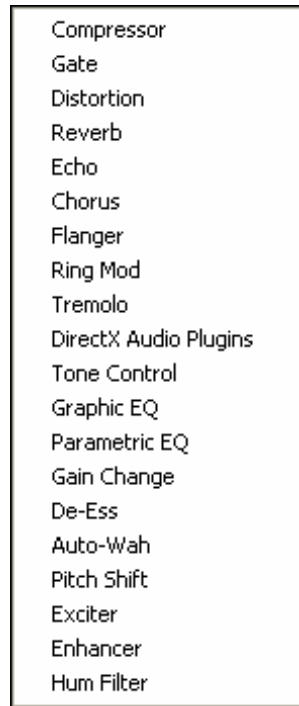 Compressor
Gate
Distortion
Reverb
Echo
Chorus
Flanger
Ring Mod
Tremolo
DirectX Audio Plugins
Tone Control
Graphic EQ
Parametric EQ
Gain Change
De-Ess
Auto-Wah
Pitch Shift
Exciter
Enhancer
Hum Filter